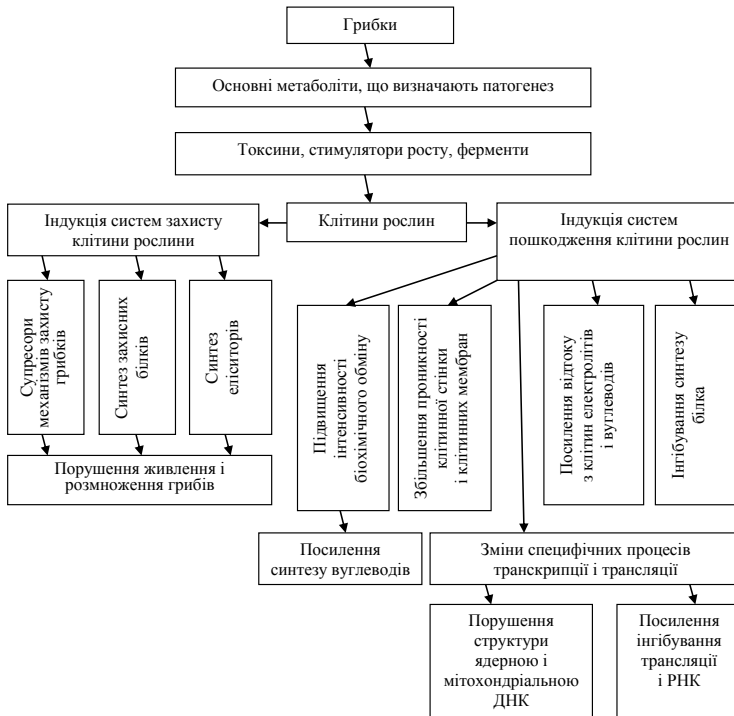 Грибки
Основні метаболіти, що визначають патогенез
Токсини, стимулятори росту, ферменти
Індукція систем захисту
клітини рослини
Клітини рослин
Індукція систем
пошкодження клітини рослин
Супресори
механізмів захисту
грибків
Синтез захисних
білків
Синтез
еліситорів
Підвищення
інтенсивності
біохімічного обміну
Збільшення проникності
клітинної стінки
і клітинних мембран
Посилення відтоку
з клітин електролітів
і вуглеводів
Інгібування синтезу
білка
Порушення живлення і
розмноження грибів
Посилення
синтезу вуглеводів
Зміни специфічних процесів
транскрипції і трансляції
Порушення
структури
ядерною і
мітохондріальною
ДНК
Посилення
інгібування
трансляції
і РНК